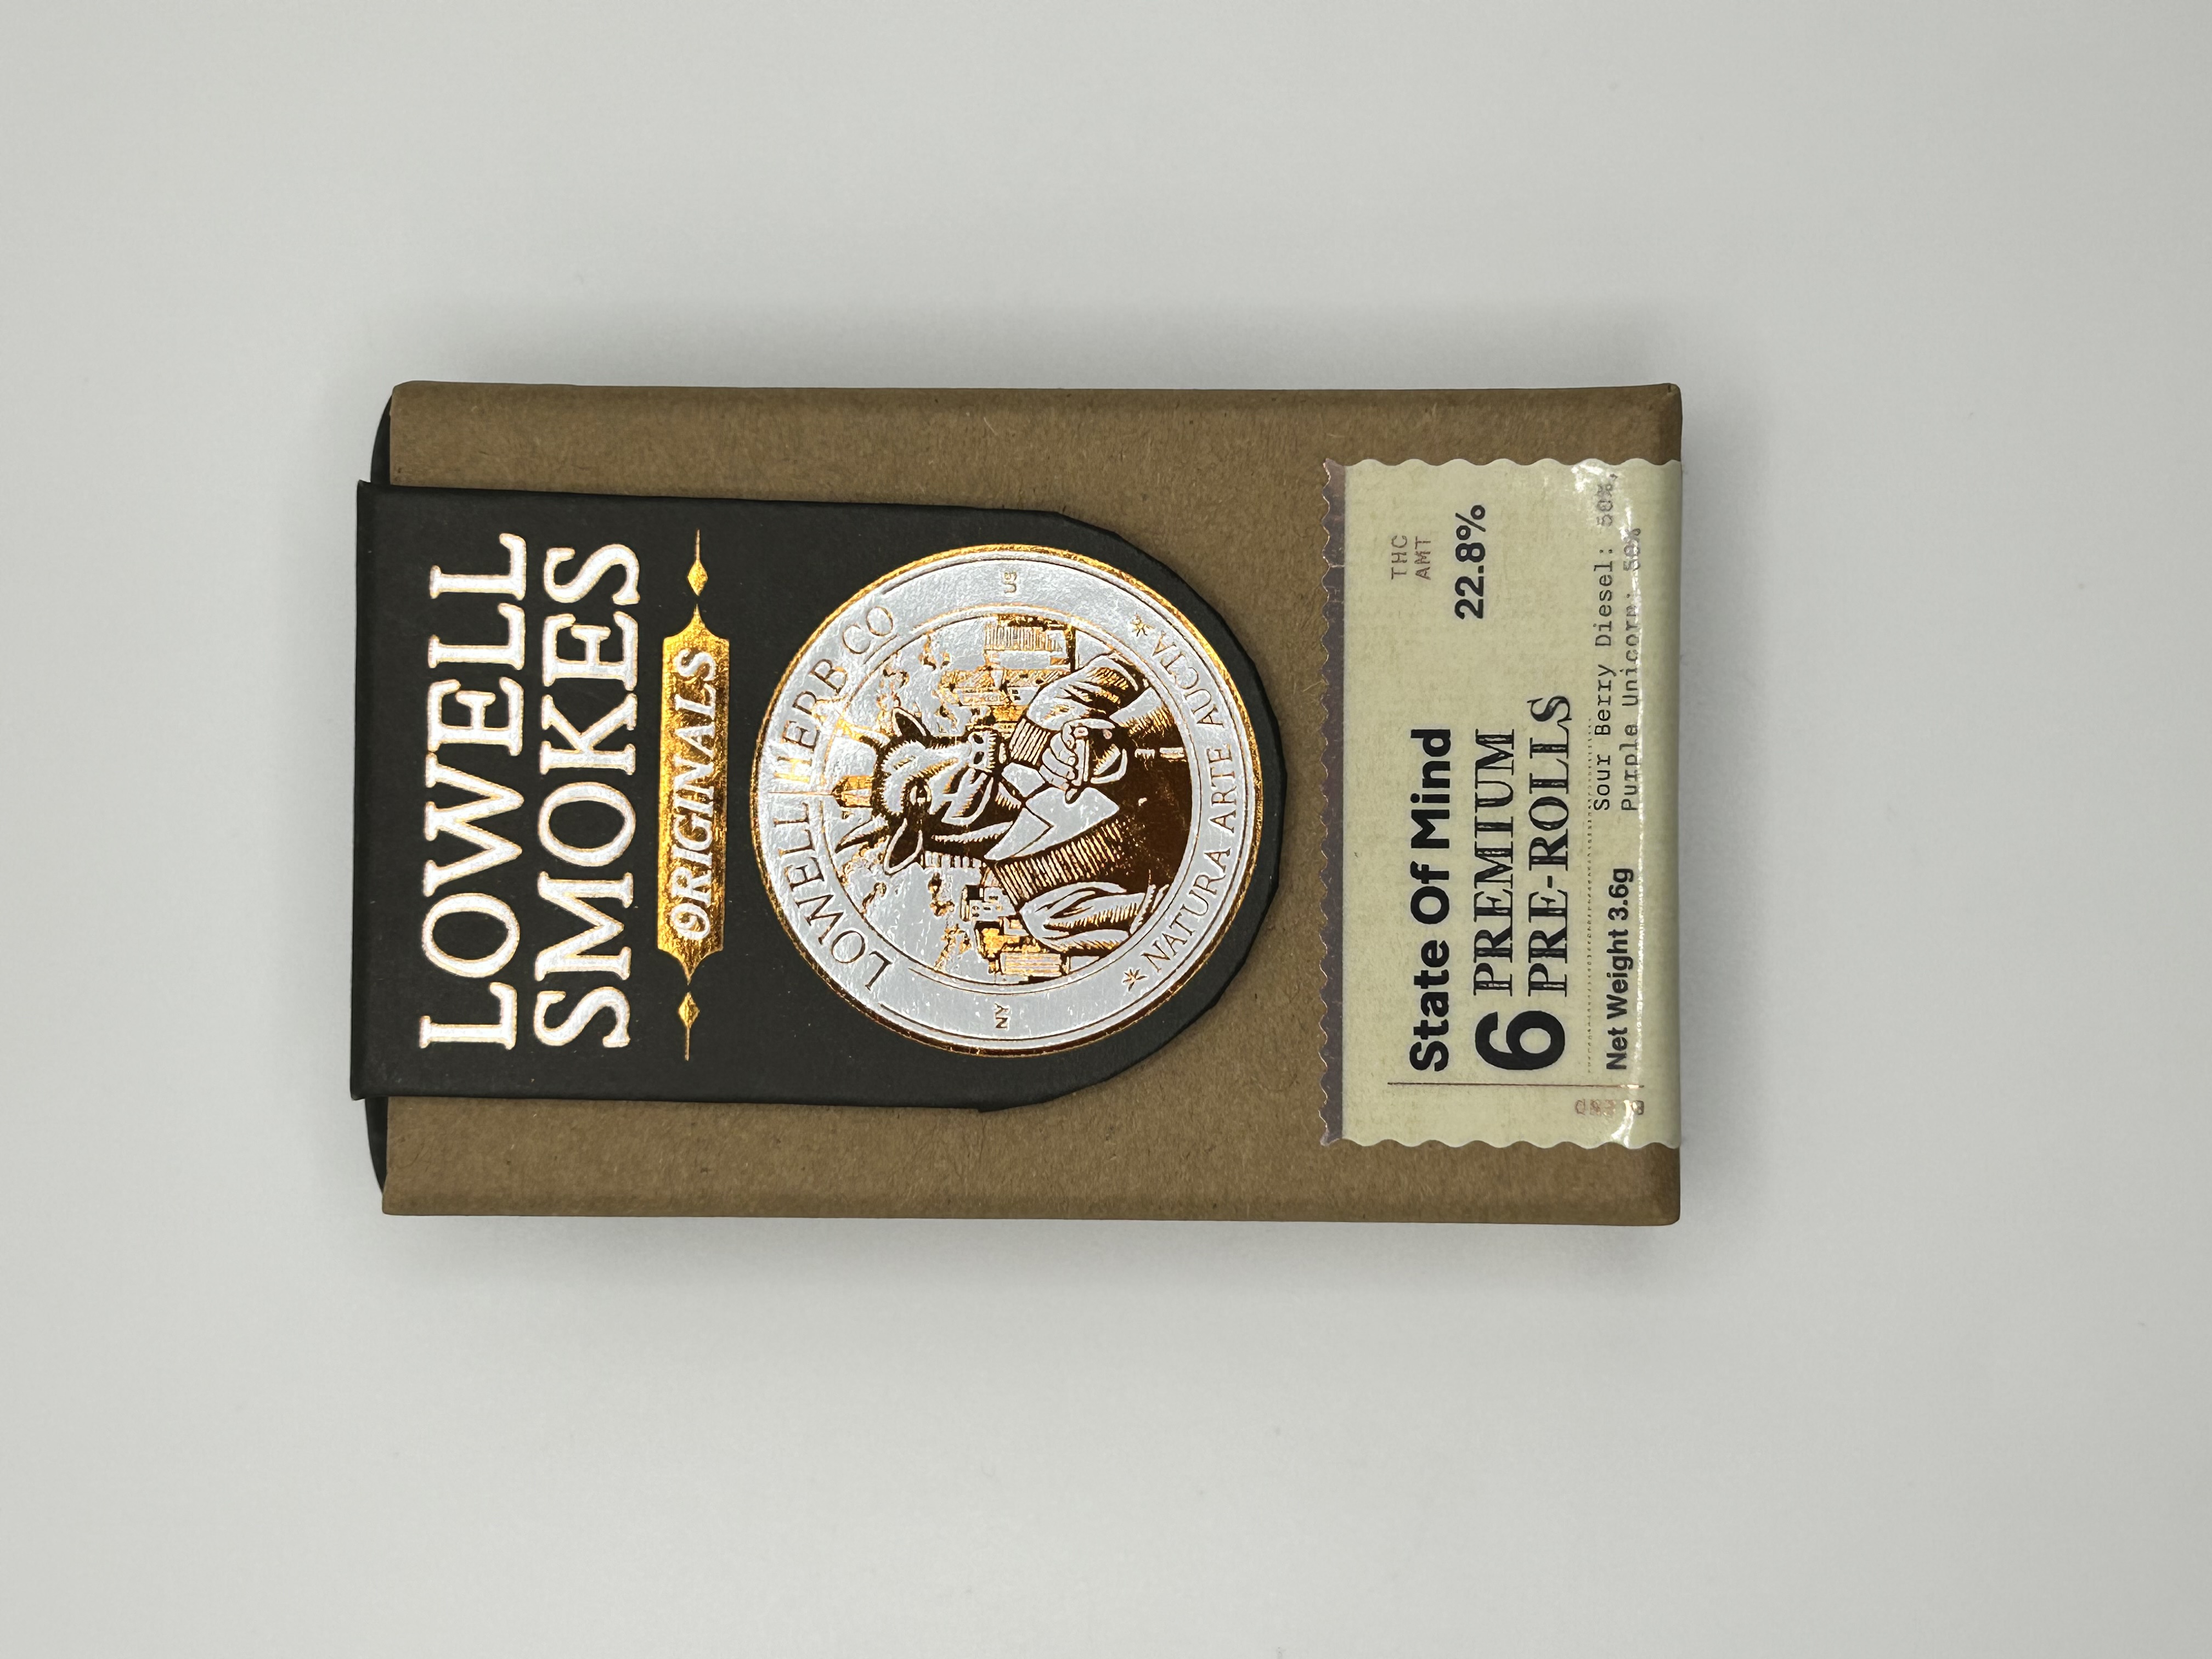 LOWELL
SMOKES
ORIGINALS
LOWELL HERB CO
NY
US
NATURA ARTE AUCTA
State Of Mind
THC
AMT
22.8%
6 PREMIUM
PRE-ROLLS
Net Weight 3.6g
Sour Berry Diesel: 50%,
Purple Unicorn: 50%